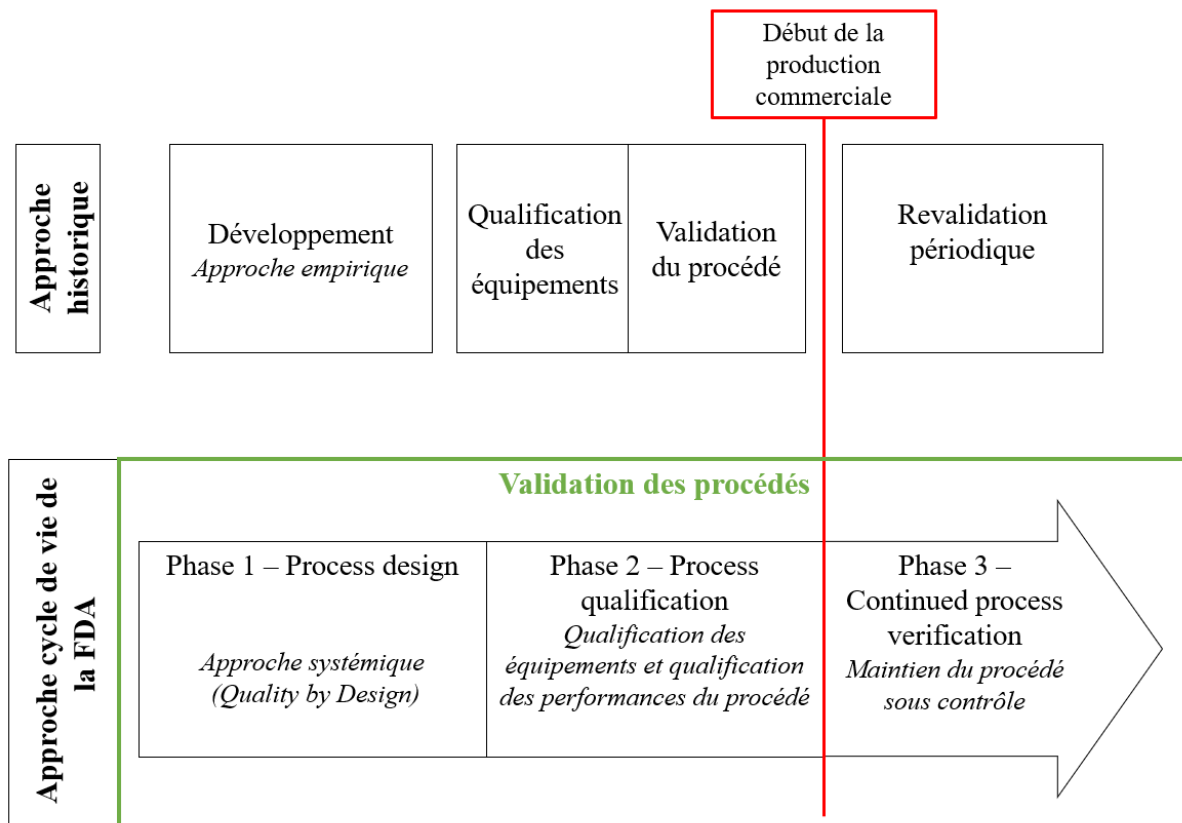 Début de la
production
commerciale
Approche
historique
Développement
Approche empirique
Qualification
des
équipements
Validation
du procédé
Revalidation
périodique
Approche cycle de vie de
la FDA
Validation des procédés
Phase 1 – Process design
Approche systémique
(Quality by Design)
Phase 2 – Process
qualification
Qualification des
équipements et qualification
des performances du procédé
Phase 3 –
Continued process
verification
Maintien du procédé
sous contrôle